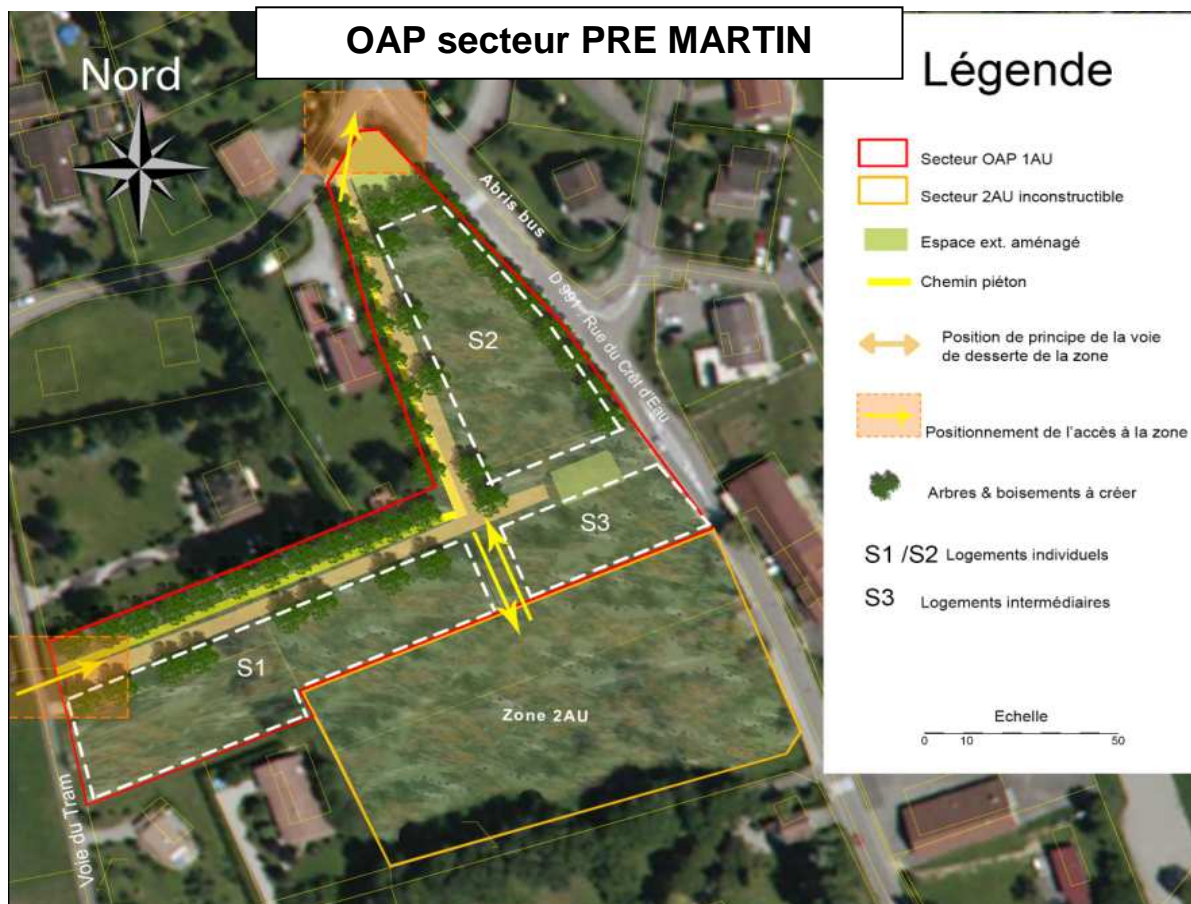 OAP secteur PRE MARTIN
Nord
Abris bus
D 991 - Rue du Crêt d'Eau
S2
S3
S1
Zone 2AU
Voie du Tram
Légende
Secteur OAP 1AU
Secteur 2AU inconstructible
Espace ext. aménagé
Chemin piéton
Position de principe de la voie
de desserte de la zone
Positionnement de l'accès à la zone
Arbres & boisements à créer
S1 /S2 Logements individuels
S3 Logements intermédiaires
Echelle
0 10 50